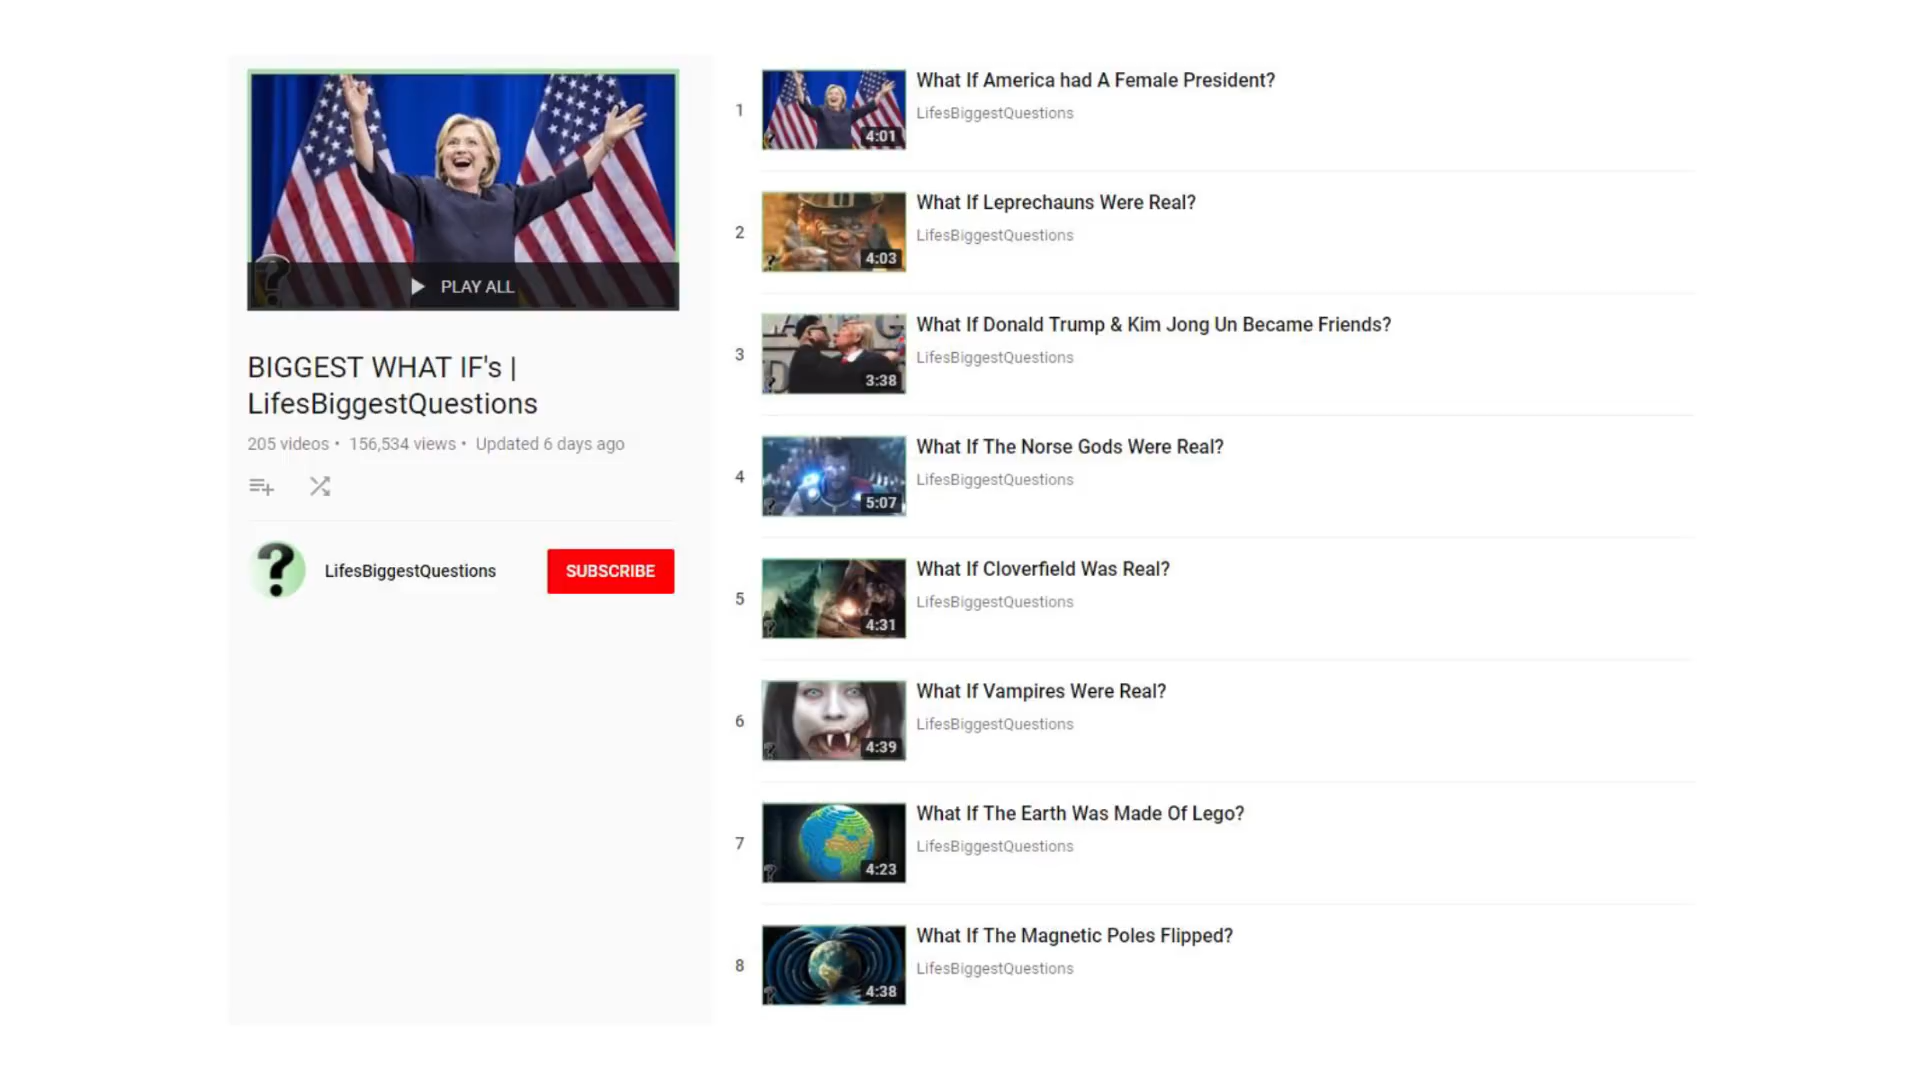 PLAY ALL
BIGGEST WHAT IF's |
LifesBiggestQuestions
205 videos • 156,534 views • Updated 6 days ago
?
LifesBiggestQuestions
SUBSCRIBE
1
4:01
What If America had A Female President?
LifesBiggestQuestions
2
4:03
What If Leprechauns Were Real?
LifesBiggestQuestions
3
3:38
What If Donald Trump & Kim Jong Un Became Friends?
LifesBiggestQuestions
4
5:07
What If The Norse Gods Were Real?
LifesBiggestQuestions
5
4:31
What If Cloverfield Was Real?
LifesBiggestQuestions
6
4:39
What If Vampires Were Real?
LifesBiggestQuestions
7
4:23
What If The Earth Was Made Of Lego?
LifesBiggestQuestions
8
4:38
What If The Magnetic Poles Flipped?
LifesBiggestQuestions